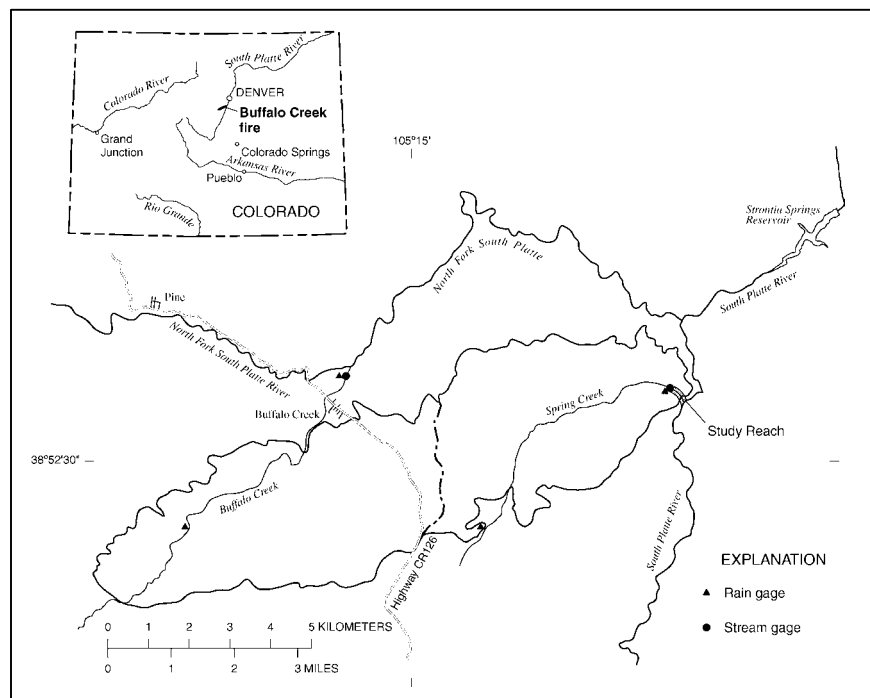 South Platte River
Colorado River
DENVER
Buffalo Creek
fire
Grand
Junction
Colorado Springs
Arkansas River
Pueblo
Rio Grande
COLORADO
105°15'
Strontia Springs
Reservoir
North Fork South Platte
South Platte River
Pine
North Fork South Platte River
Spring Creek
Buffalo Creek
Study Reach
38°52'30"
Buffalo Creek
Highway CR126
South Platte River
EXPLANATION
Rain gage
Stream gage
0 1 2 3 4 5 KILOMETERS
0 1 2 3 MILES